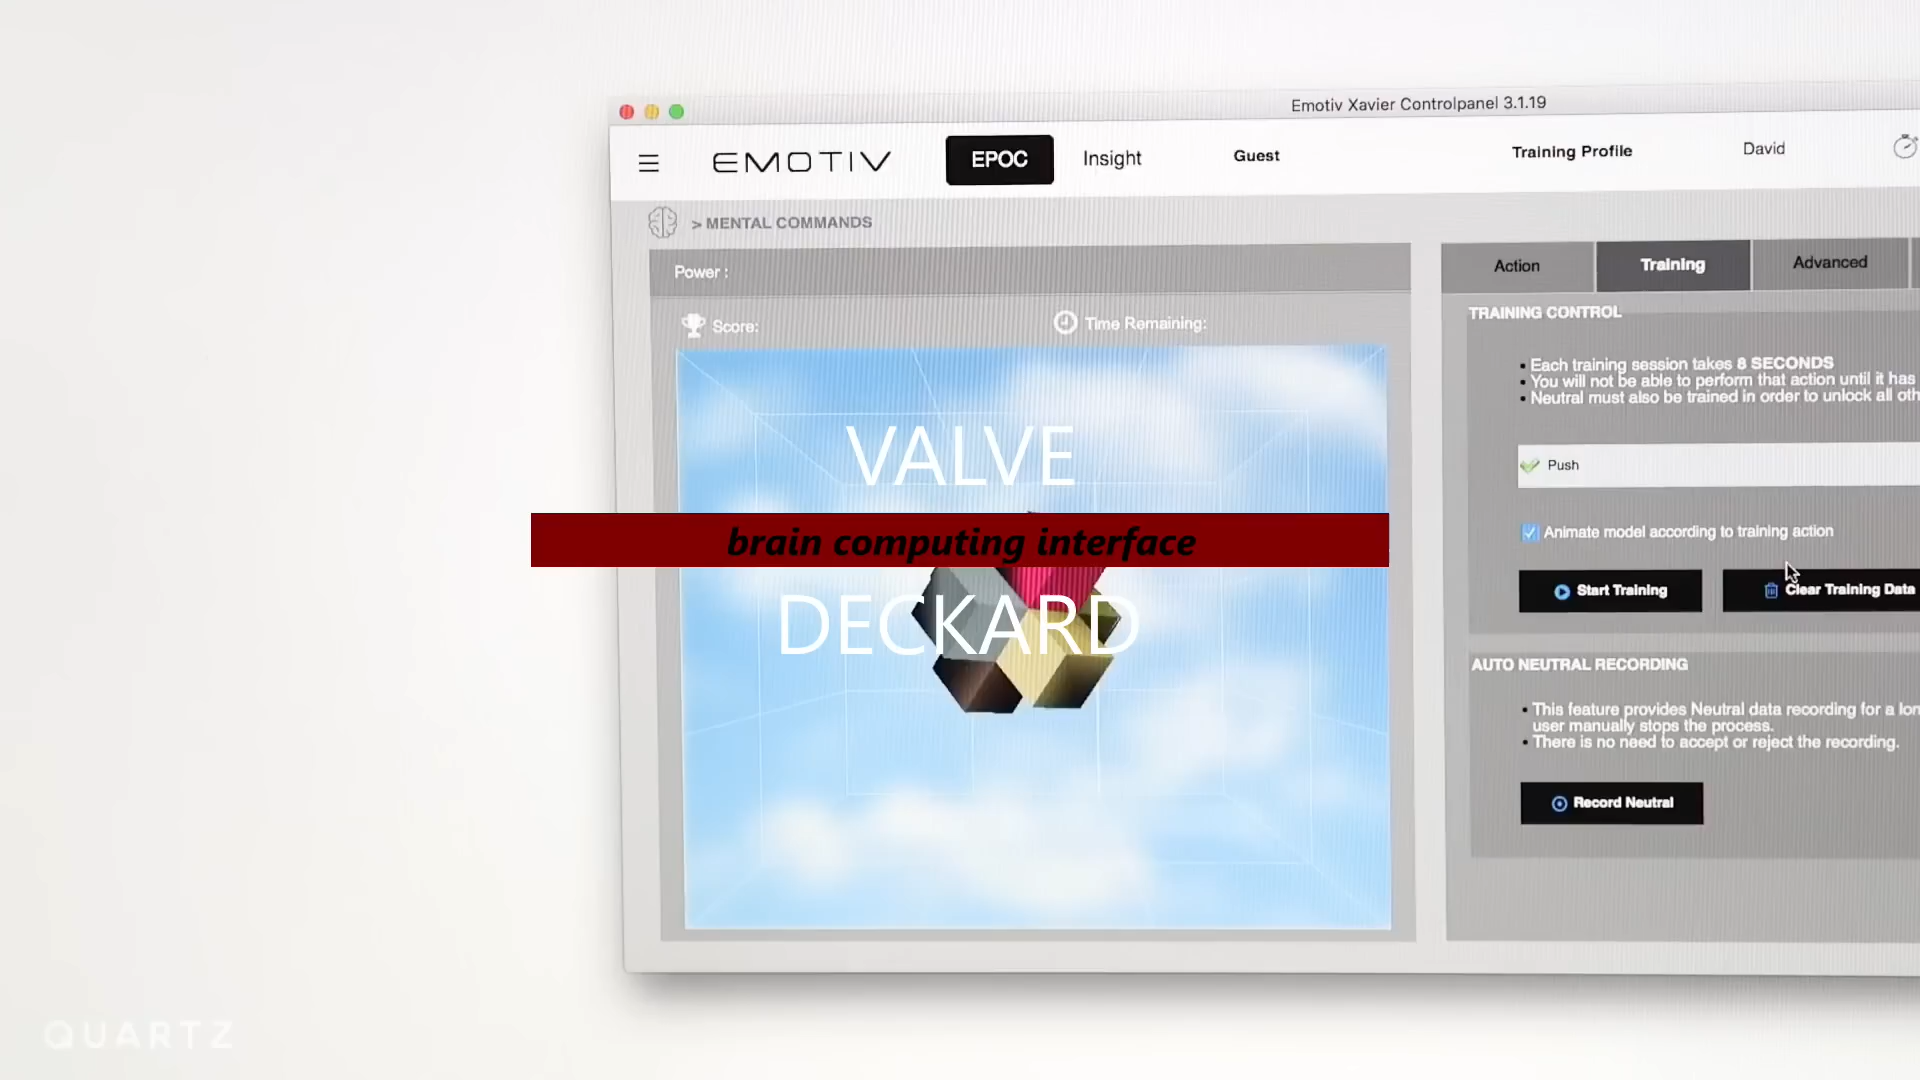 Emotiv Xavier Controlpanel 3.1.19
EMOTIV
EPOC
Insight
Guest
Training Profile
David
> MENTAL COMMANDS
Power :
Score:
Time Remaining:
VALVE
brain computing interface
DECKARD
Action
Training
Advanced
TRAINING CONTROL
• Each training session takes 8 SECONDS
• You will not be able to perform that action until it has
• Neutral must also be trained in order to unlock all oth
Push
Animate model according to training action
Start Training
Clear Training Data
AUTO NEUTRAL RECORDING
• This feature provides Neutral data recording for a lon
user manually stops the process.
• There is no need to accept or reject the recording.
Record Neutral
QUARTZ